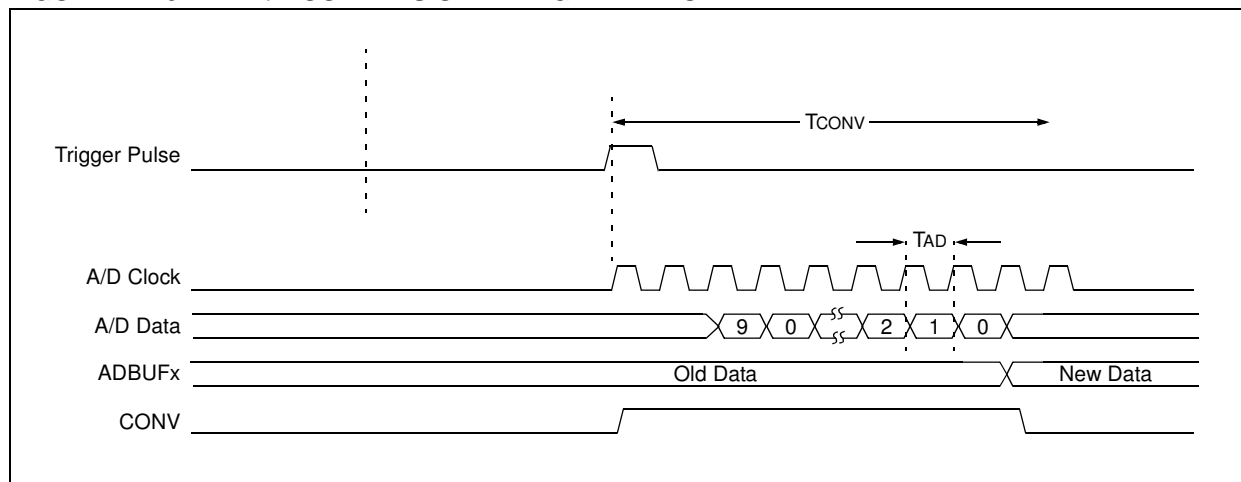 TCONV
Trigger Pulse
TAD
A/D Clock
A/D Data 9 0 2 1 0
ADBUFx Old Data New Data
CONV